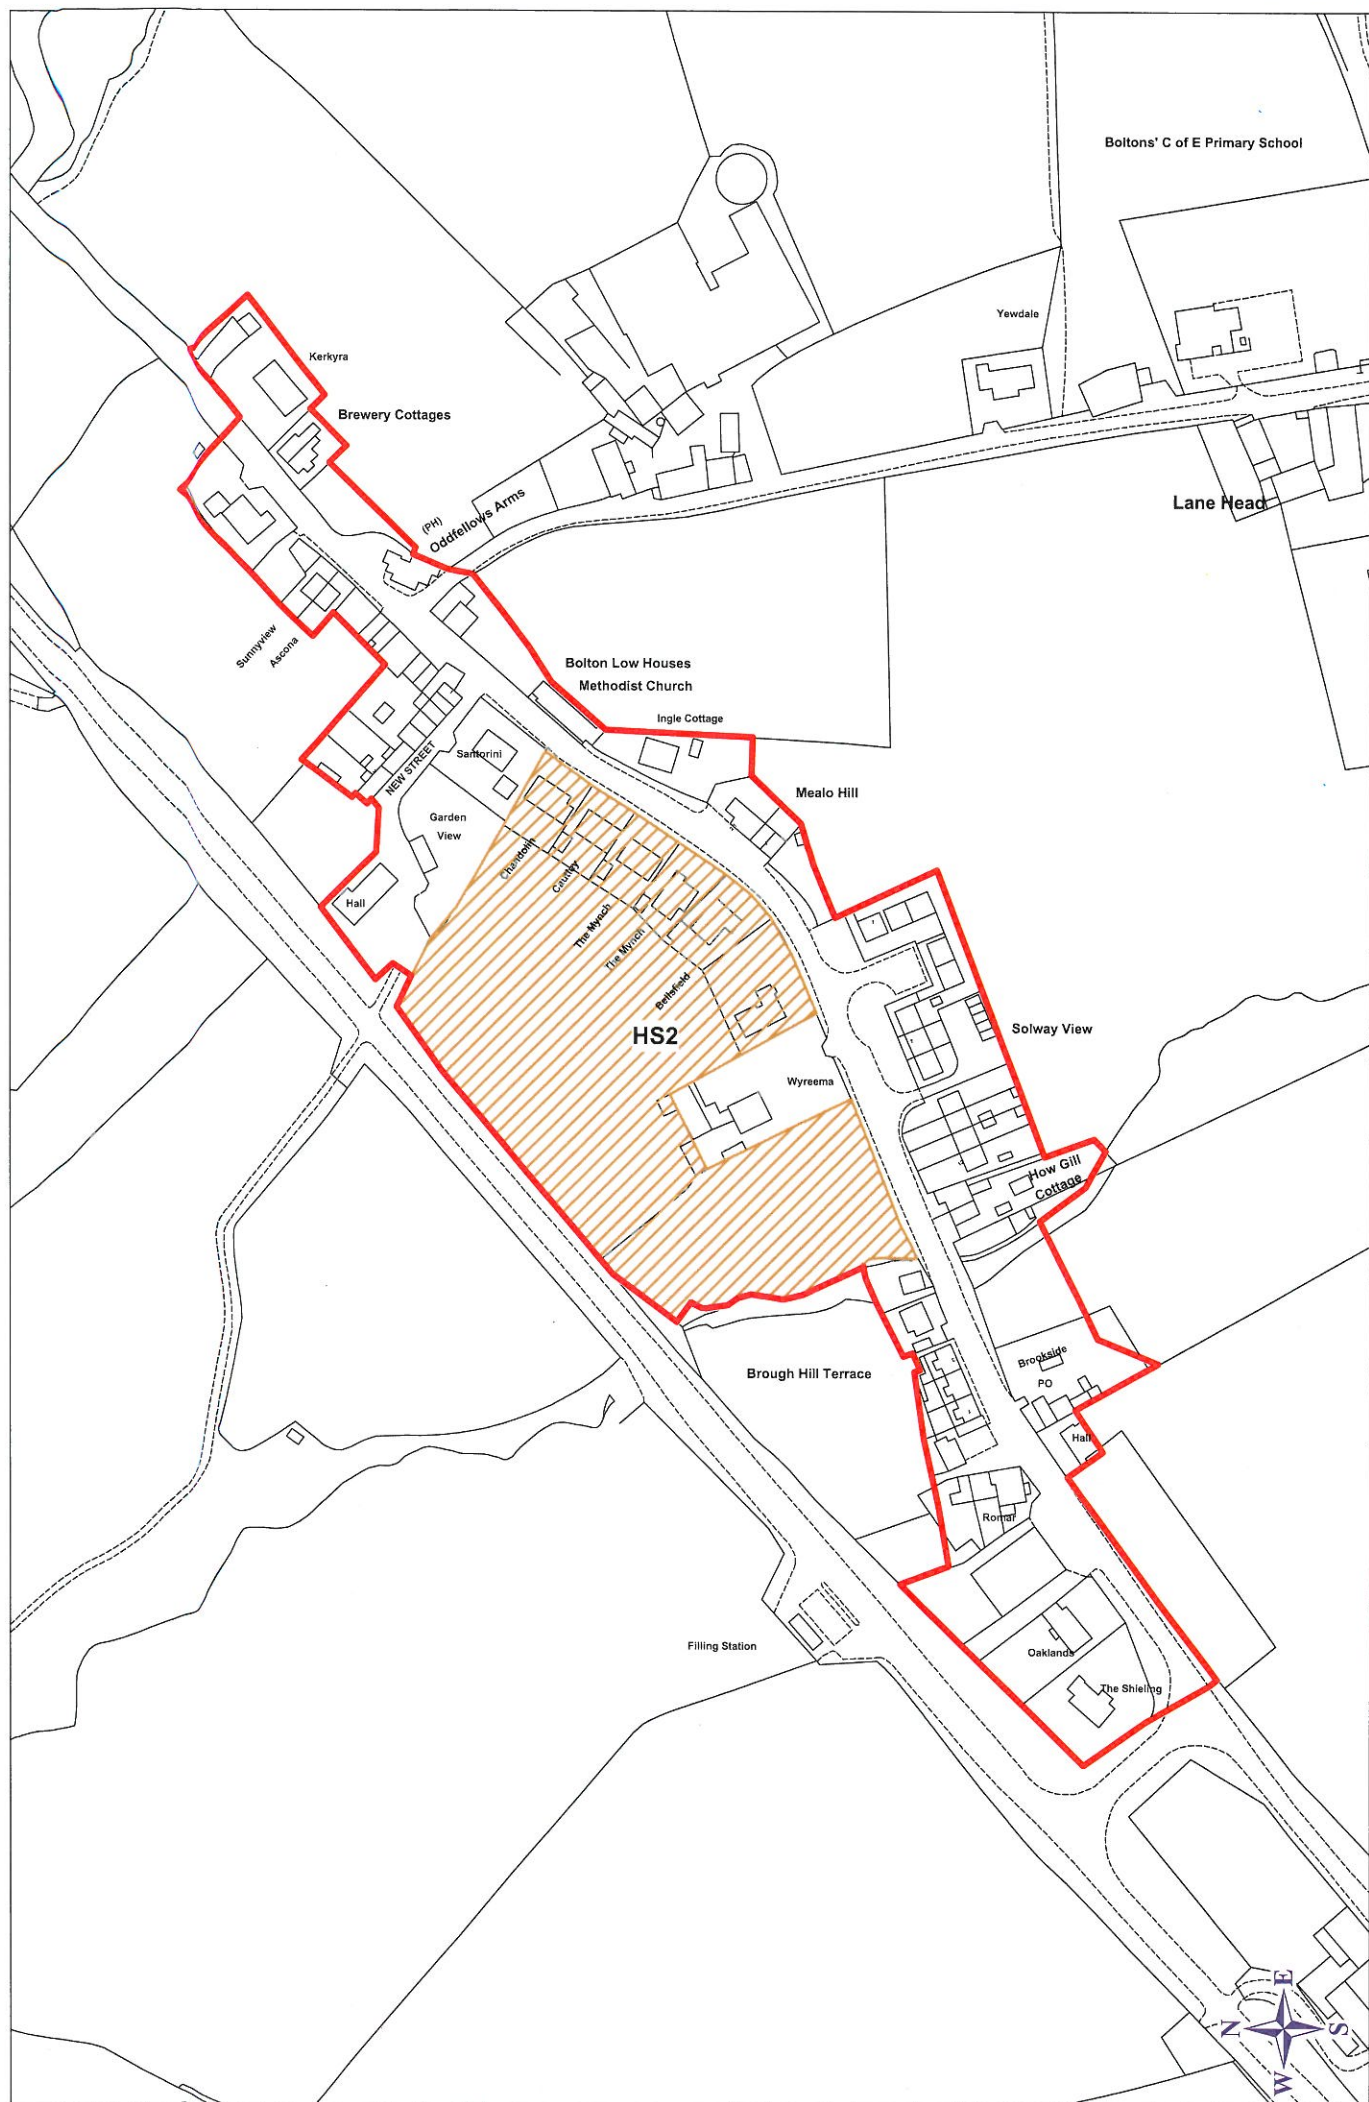 Boltons' C of E Primary School
Yewdale
Kerkyra
Brewery Cottages
(PH)
Oddfellows Arms
Lane Head
Sunnyview
Ascona
Bolton Low Houses
Methodist Church
Ingle Cottage
NEW STREET
Santorini
Mealo Hill
Garden
View
Chandolin
Cautley
Hall
The Mynch
The Mynch
Bellsfield
HS2
Solway View
Wyreema
How Gill
Cottage
Brookside
PO
Brough Hill Terrace
Hall
Romar
Filling Station
Oaklands
The Shieling
N
E
S
W